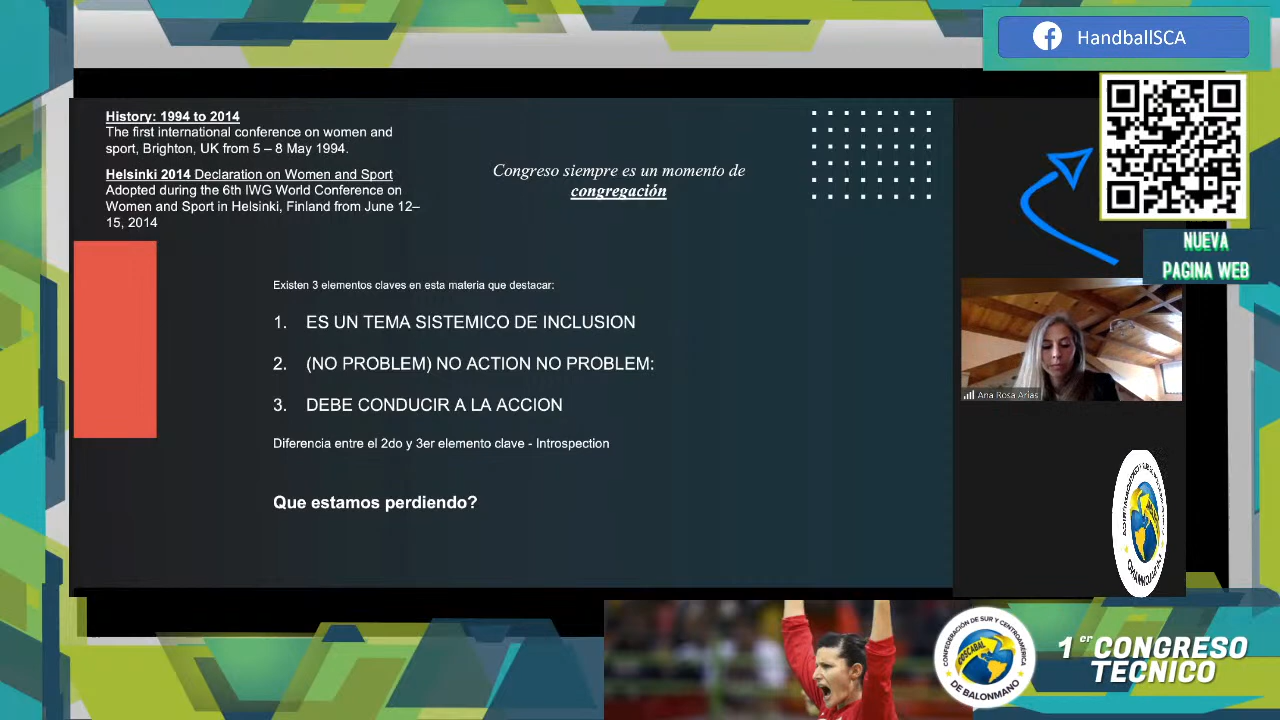 HandballSCA
History: 1994 to 2014
The first international conference on women and
sport, Brighton, UK from 5 – 8 May 1994.
Helsinki 2014 Declaration on Women and Sport
Adopted during the 6th IWG World Conference on
Women and Sport in Helsinki, Finland from June 12–
15, 2014
Congreso siempre es un momento de
congregación
NUEVA
PAGINA WEB
Existen 3 elementos claves en esta materia que destacar:
1. ES UN TEMA SISTEMICO DE INCLUSION
2. (NO PROBLEM) NO ACTION NO PROBLEM:
3. DEBE CONDUCIR A LA ACCION
Diferencia entre el 2do y 3er elemento clave - Introspection
Que estamos perdiendo?
Ana Rosa Arias
CONFEDERACIÓN DE SUR Y CENTROAMÉRICA
COSCABAL
DE BALONMANO
1er CONGRESO
TECNICO